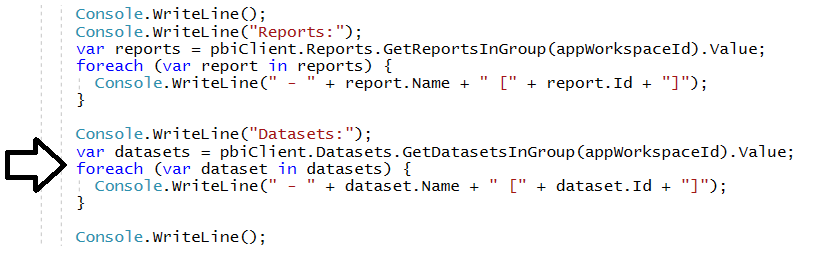 Console.WriteLine();
Console.WriteLine("Reports:");
var reports = pbiClient.Reports.GetReportsInGroup(appWorkspaceId).Value;
foreach (var report in reports) {
Console.WriteLine(" - " + report.Name + " [" + report.Id + "]");
}
Console.WriteLine("Datasets:");
var datasets = pbiClient.Datasets.GetDatasetsInGroup(appWorkspaceId).Value;
foreach (var dataset in datasets) {
Console.WriteLine(" - " + dataset.Name + " [" + dataset.Id + "]");
}
Console.WriteLine();